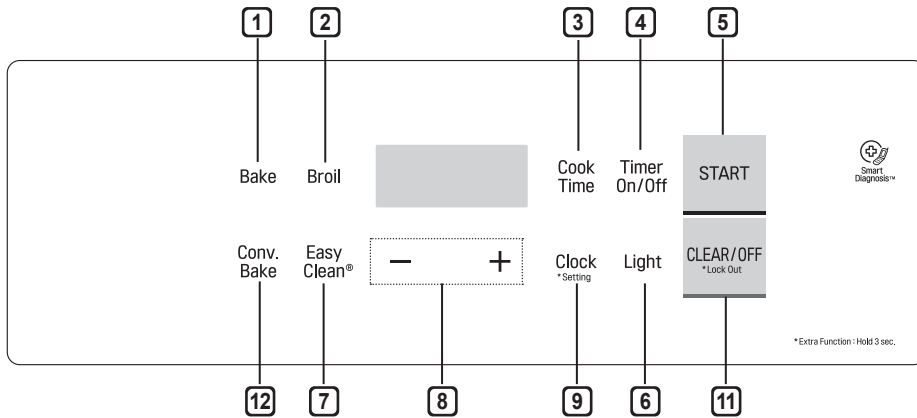 1 2 3 4 5
Bake Broil
Cook
Time
Timer
On/Off
START
Smart
Diagnosis™
Conv.
Bake
Easy
Clean®
− +
Clock
*Setting
Light
CLEAR/OFF
*Lock Out
*Extra Function : Hold 3 sec.
12 7 8 9 6 11